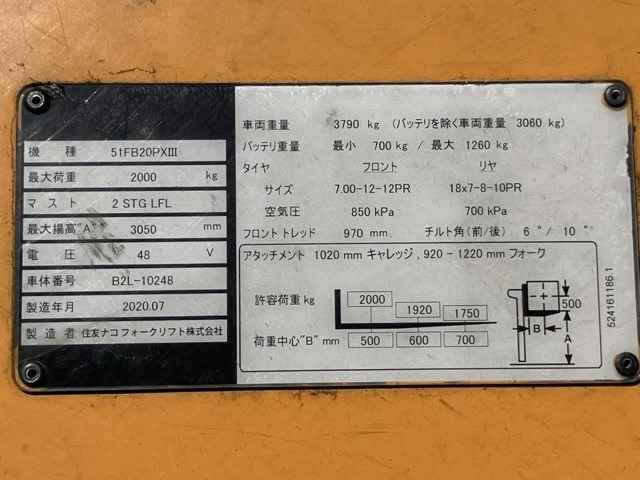 機種 51FB20PXIII
最大荷重 2000 kg
マスト 2 STG LFL
最大揚高"A" 3050 mm
電圧 48 V
車体番号 B2L-10248
製造年月 2020.07
製造者 住友ナコフォークリフト株式会社
車両重量 3790 kg (バッテリを除く車両重量 3060 kg)
バッテリ重量 最小 700 kg / 最大 1260 kg
タイヤ フロント リヤ
サイズ 7.00-12-12PR 18x7-8-10PR
空気圧 850 kPa 700 kPa
フロントトレッド 970 mm チルト角(前/後) 6°/ 10°
アタッチメント 1020 mm キャレッジ, 920 - 1220 mm フォーク
許容荷重 kg 2000 1920 1750
荷重中心"B" mm 500 600 700
500
B
A
524161186.1